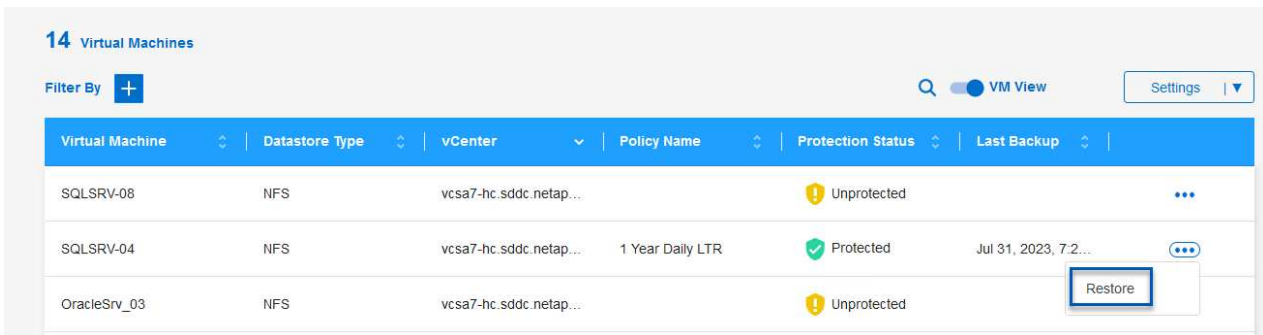 14 Virtual Machines
Filter By +
VM View
Settings
Virtual Machine Datastore Type vCenter Policy Name Protection Status Last Backup
SQLSRV-08 NFS vcsa7-hc.sddc.netap... Unprotected
SQLSRV-04 NFS vcsa7-hc.sddc.netap... 1 Year Daily LTR Protected Jul 31, 2023, 7:2...
Restore
OracleSrv_03 NFS vcsa7-hc.sddc.netap... Unprotected